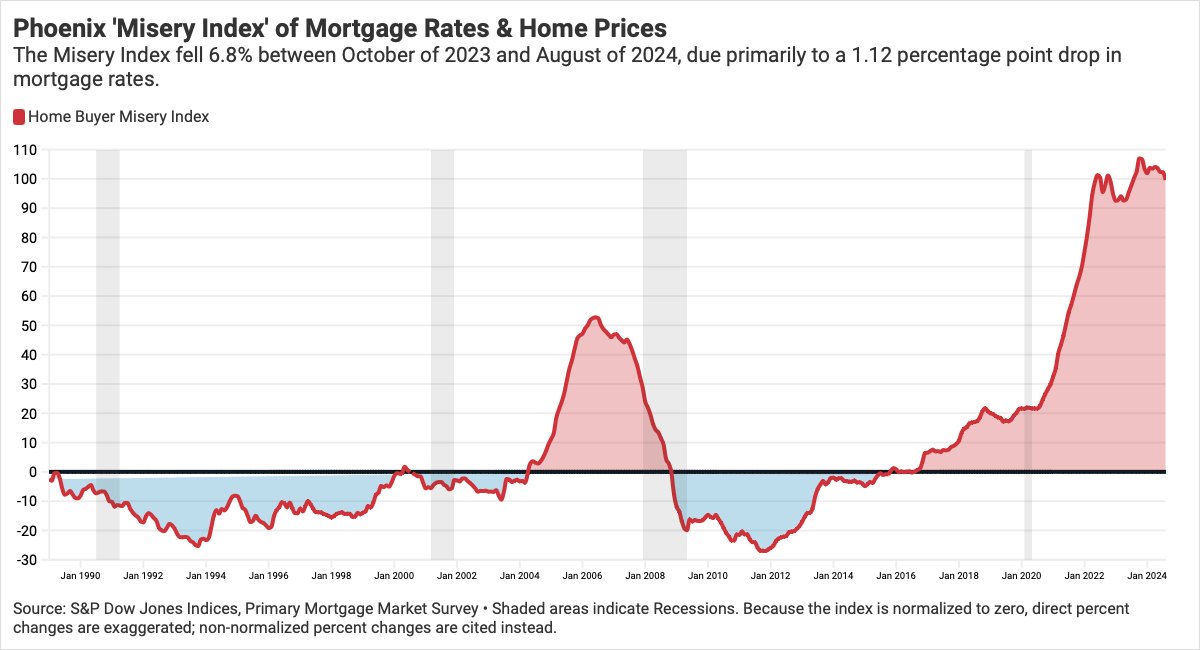 Phoenix 'Misery Index' of Mortgage Rates & Home Prices
The Misery Index fell 6.8% between October of 2023 and August of 2024, due primarily to a 1.12 percentage point drop in
mortgage rates.
Home Buyer Misery Index
110
100
90
80
70
60
50
40
30
20
10
0
-10
-20
-30
Jan 1990 Jan 1992 Jan 1994 Jan 1996 Jan 1998 Jan 2000 Jan 2002 Jan 2004 Jan 2006 Jan 2008 Jan 2010 Jan 2012 Jan 2014 Jan 2016 Jan 2018 Jan 2020 Jan 2022 Jan 2024
Source: S&P Dow Jones Indices, Primary Mortgage Market Survey • Shaded areas indicate Recessions. Because the index is normalized to zero, direct percent
changes are exaggerated; non-normalized percent changes are cited instead.